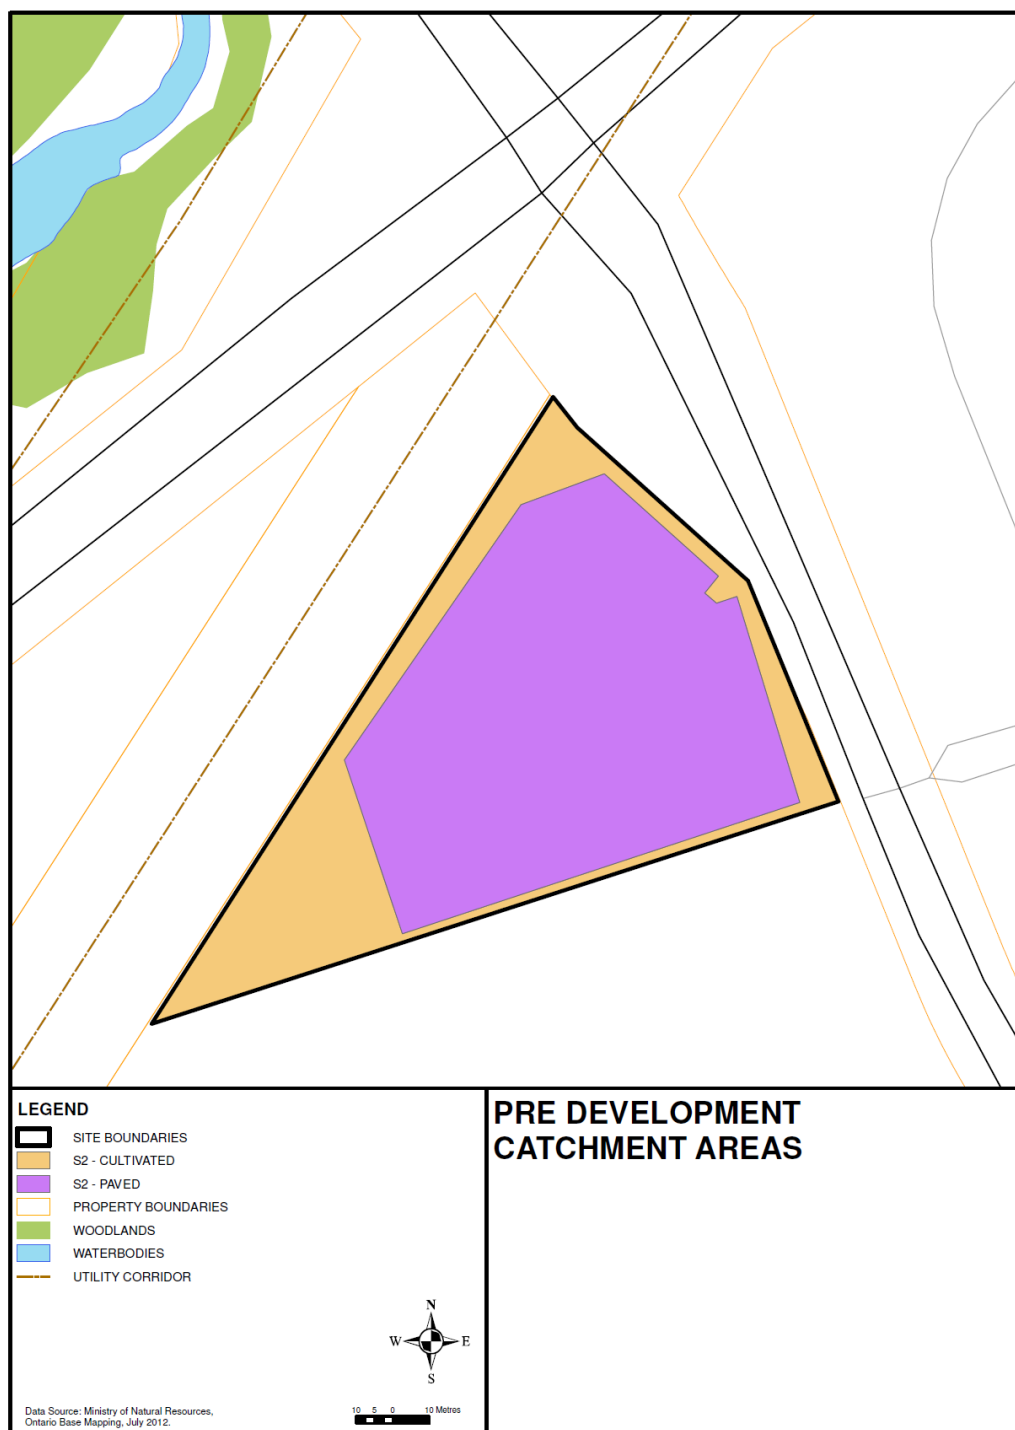 LEGEND
SITE BOUNDARIES
S2 - CULTIVATED
S2 - PAVED
PROPERTY BOUNDARIES
WOODLANDS
WATERBODIES
UTILITY CORRIDOR
N
W E
S
Data Source: Ministry of Natural Resources,
Ontario Base Mapping, July 2012.
10 5 0 10 Metres
PRE DEVELOPMENT
CATCHMENT AREAS